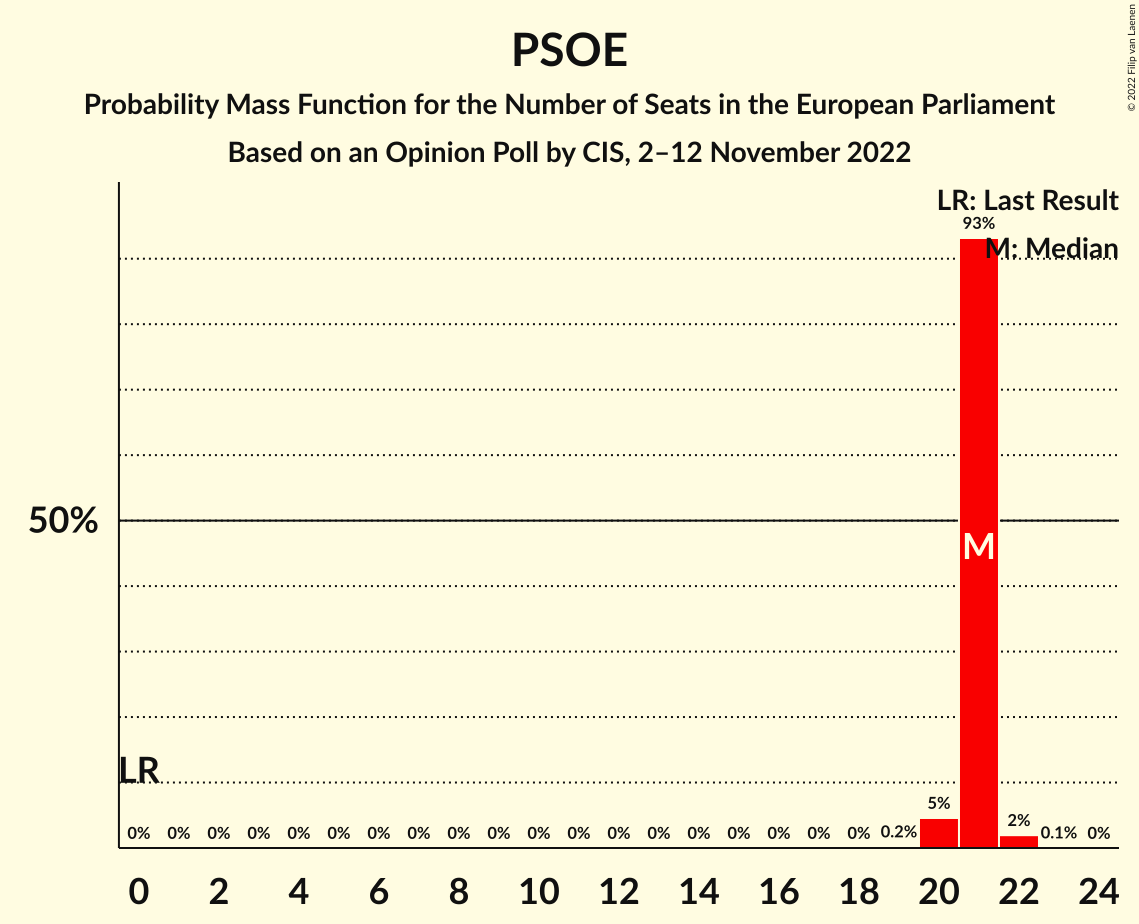 PSOE
Probability Mass Function for the Number of Seats in the European Parliament
Based on an Opinion Poll by CIS, 2–12 November 2022
© 2022 Filip van Laenen
LR: Last Result
M: Median
93%
50%
M
LR
0% 0% 0% 0% 0% 0% 0% 0% 0% 0% 0% 0% 0% 0% 0% 0% 0% 0% 0% 0.2% 5% 2% 0.1% 0%
0 2 4 6 8 10 12 14 16 18 20 22 24